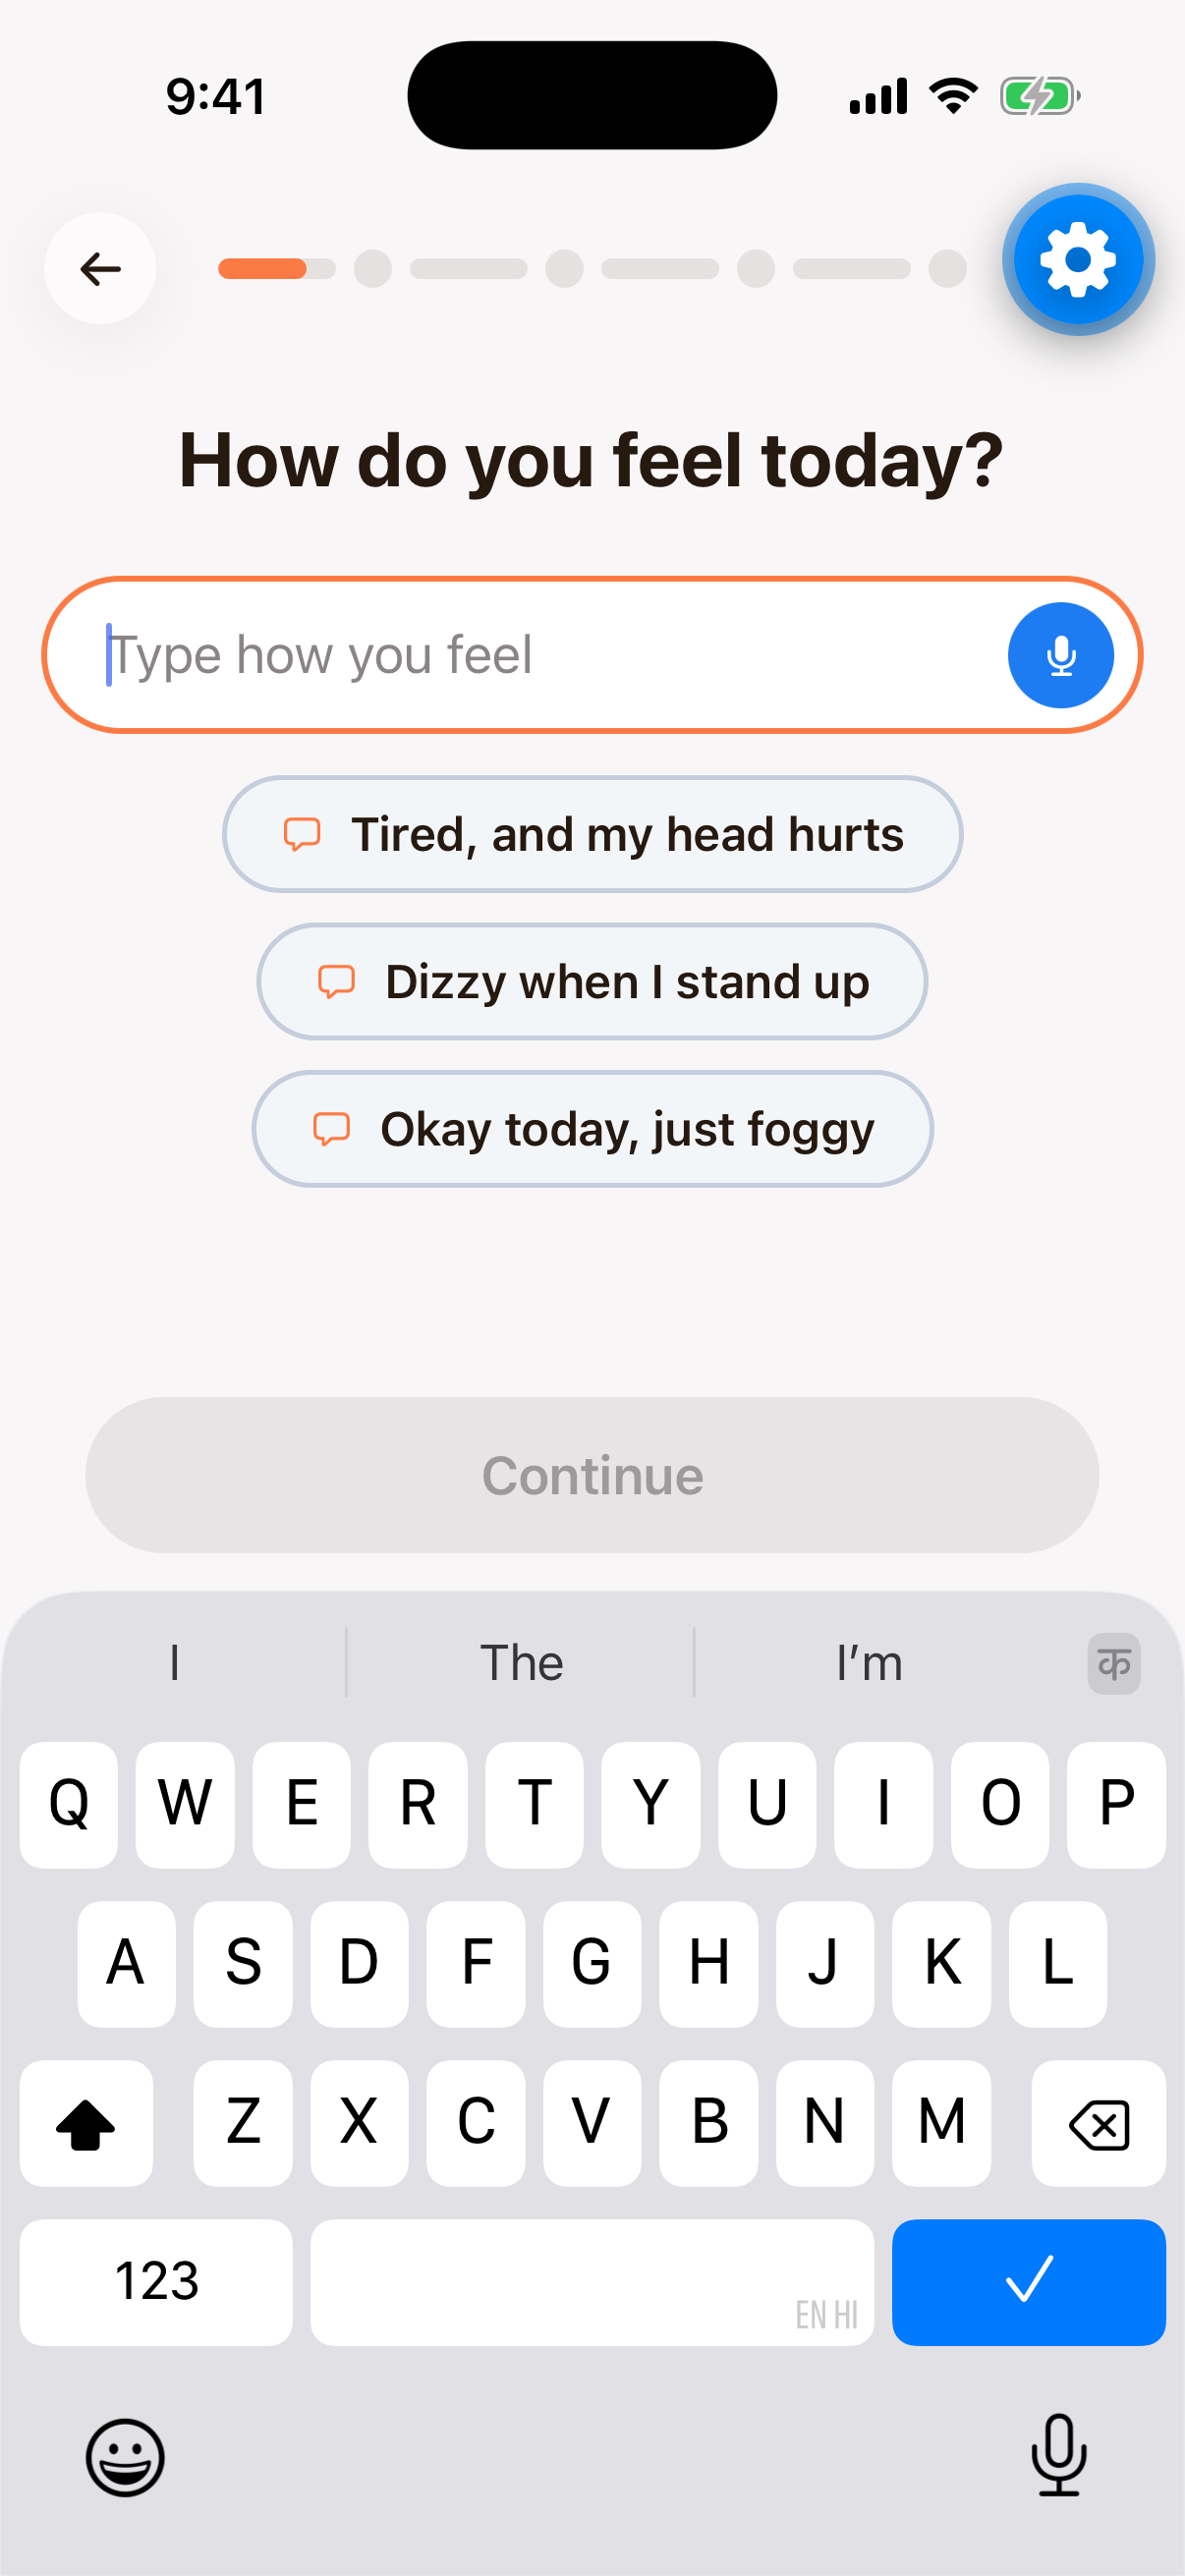 9:41
How do you feel today?
Type how you feel
Tired, and my head hurts
Dizzy when I stand up
Okay today, just foggy
Continue
I The I’m क
Q W E R T Y U I O P
A S D F G H J K L
Z X C V B N M
123 EN HI